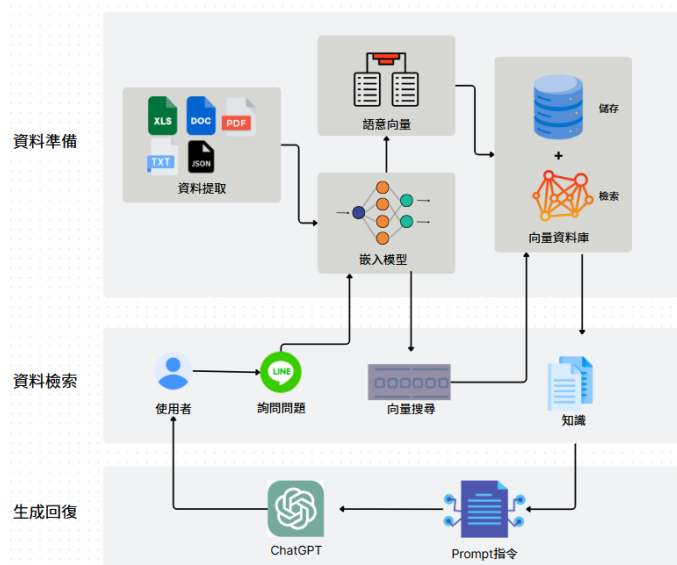 資料準備
XLS
DOC
PDF
TXT
JSON
資料提取
語意向量
嵌入模型
儲存
+
檢索
向量資料庫
資料檢索
使用者
LINE
詢問問題
向量搜尋
知識
生成回復
ChatGPT
Prompt指令